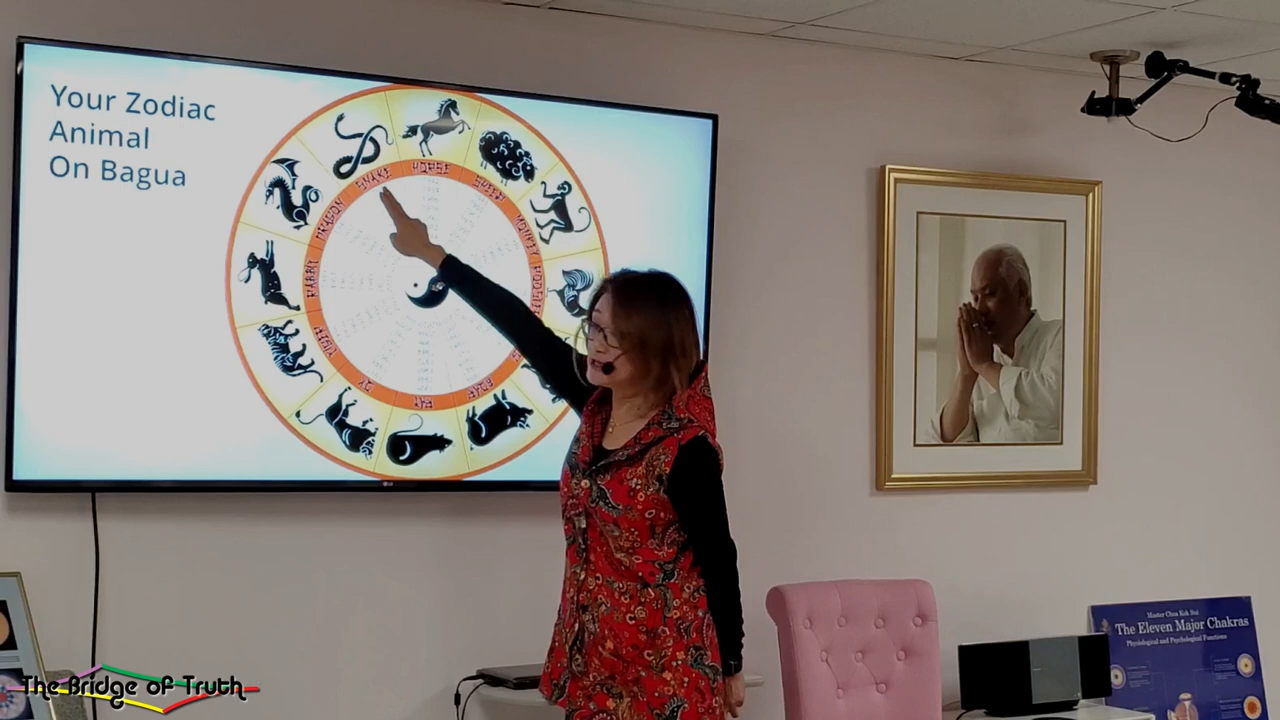 Your Zodiac
Animal
On Bagua
HORSE
SHEEP
MONKEY
ROOSTER
BOAR
RAT
OX
TIGER
RABBIT
DRAGON
SNAKE
LG
Master Choa Kok Sui
The Eleven Major Chakras
Physiological and Psychological Functions
The Bridge of Truth